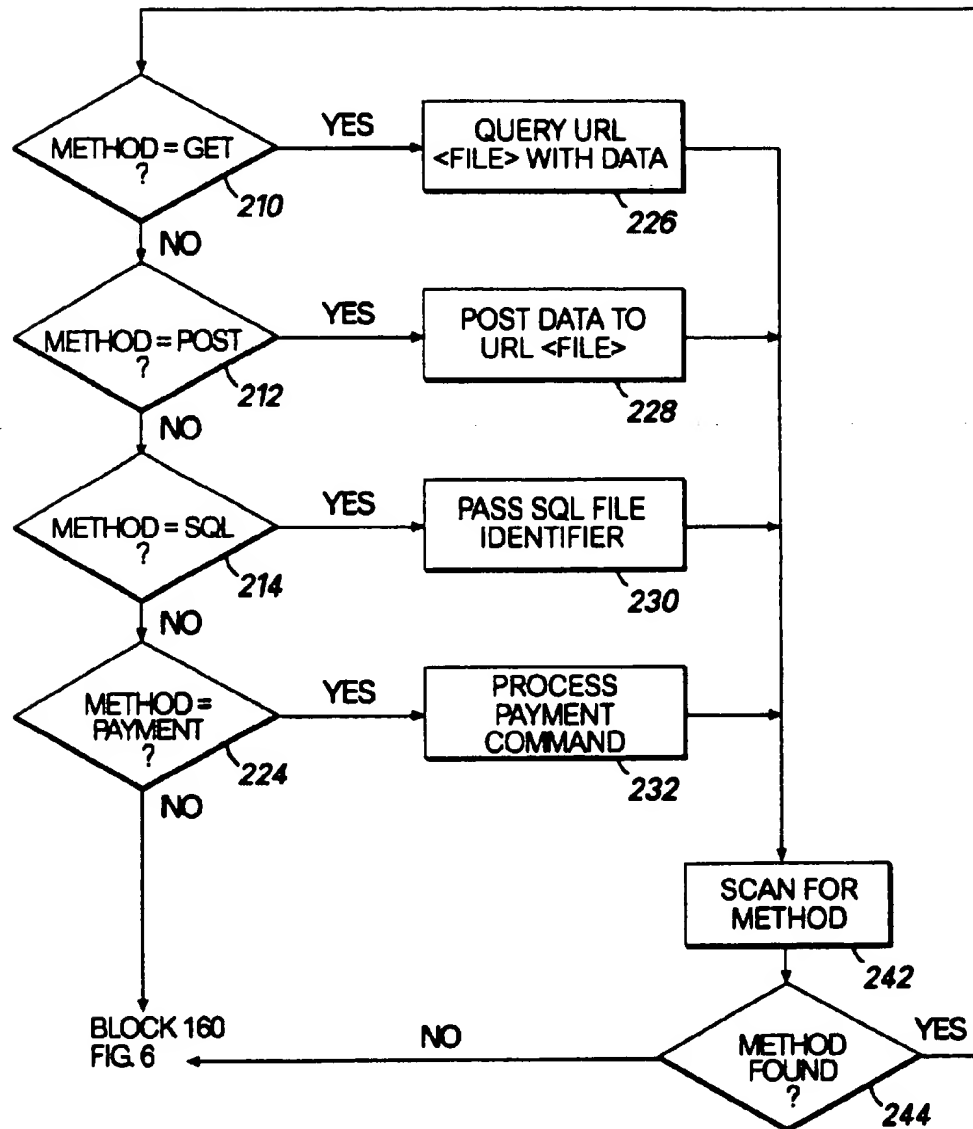 METHOD = GET
?
210
YES
QUERY URL
<FILE> WITH DATA
226
NO
METHOD = POST
?
212
YES
POST DATA TO
URL <FILE>
228
NO
METHOD = SQL
?
214
YES
PASS SQL FILE
IDENTIFIER
230
NO
METHOD =
PAYMENT
?
224
YES
PROCESS
PAYMENT
COMMAND
232
NO
SCAN FOR
METHOD
242
BLOCK 160
FIG. 6
NO
METHOD
FOUND
?
244
YES